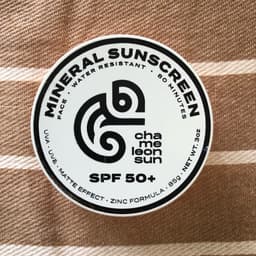 MINERAL SUNSCREEN
FACE · WATER RESISTANT · 80 MINUTES
cha
me
leon
sun
SPF 50+
UVA · UVB · MATTE EFFECT · ZINC FORMULA · 85g · NET WT. 3oz